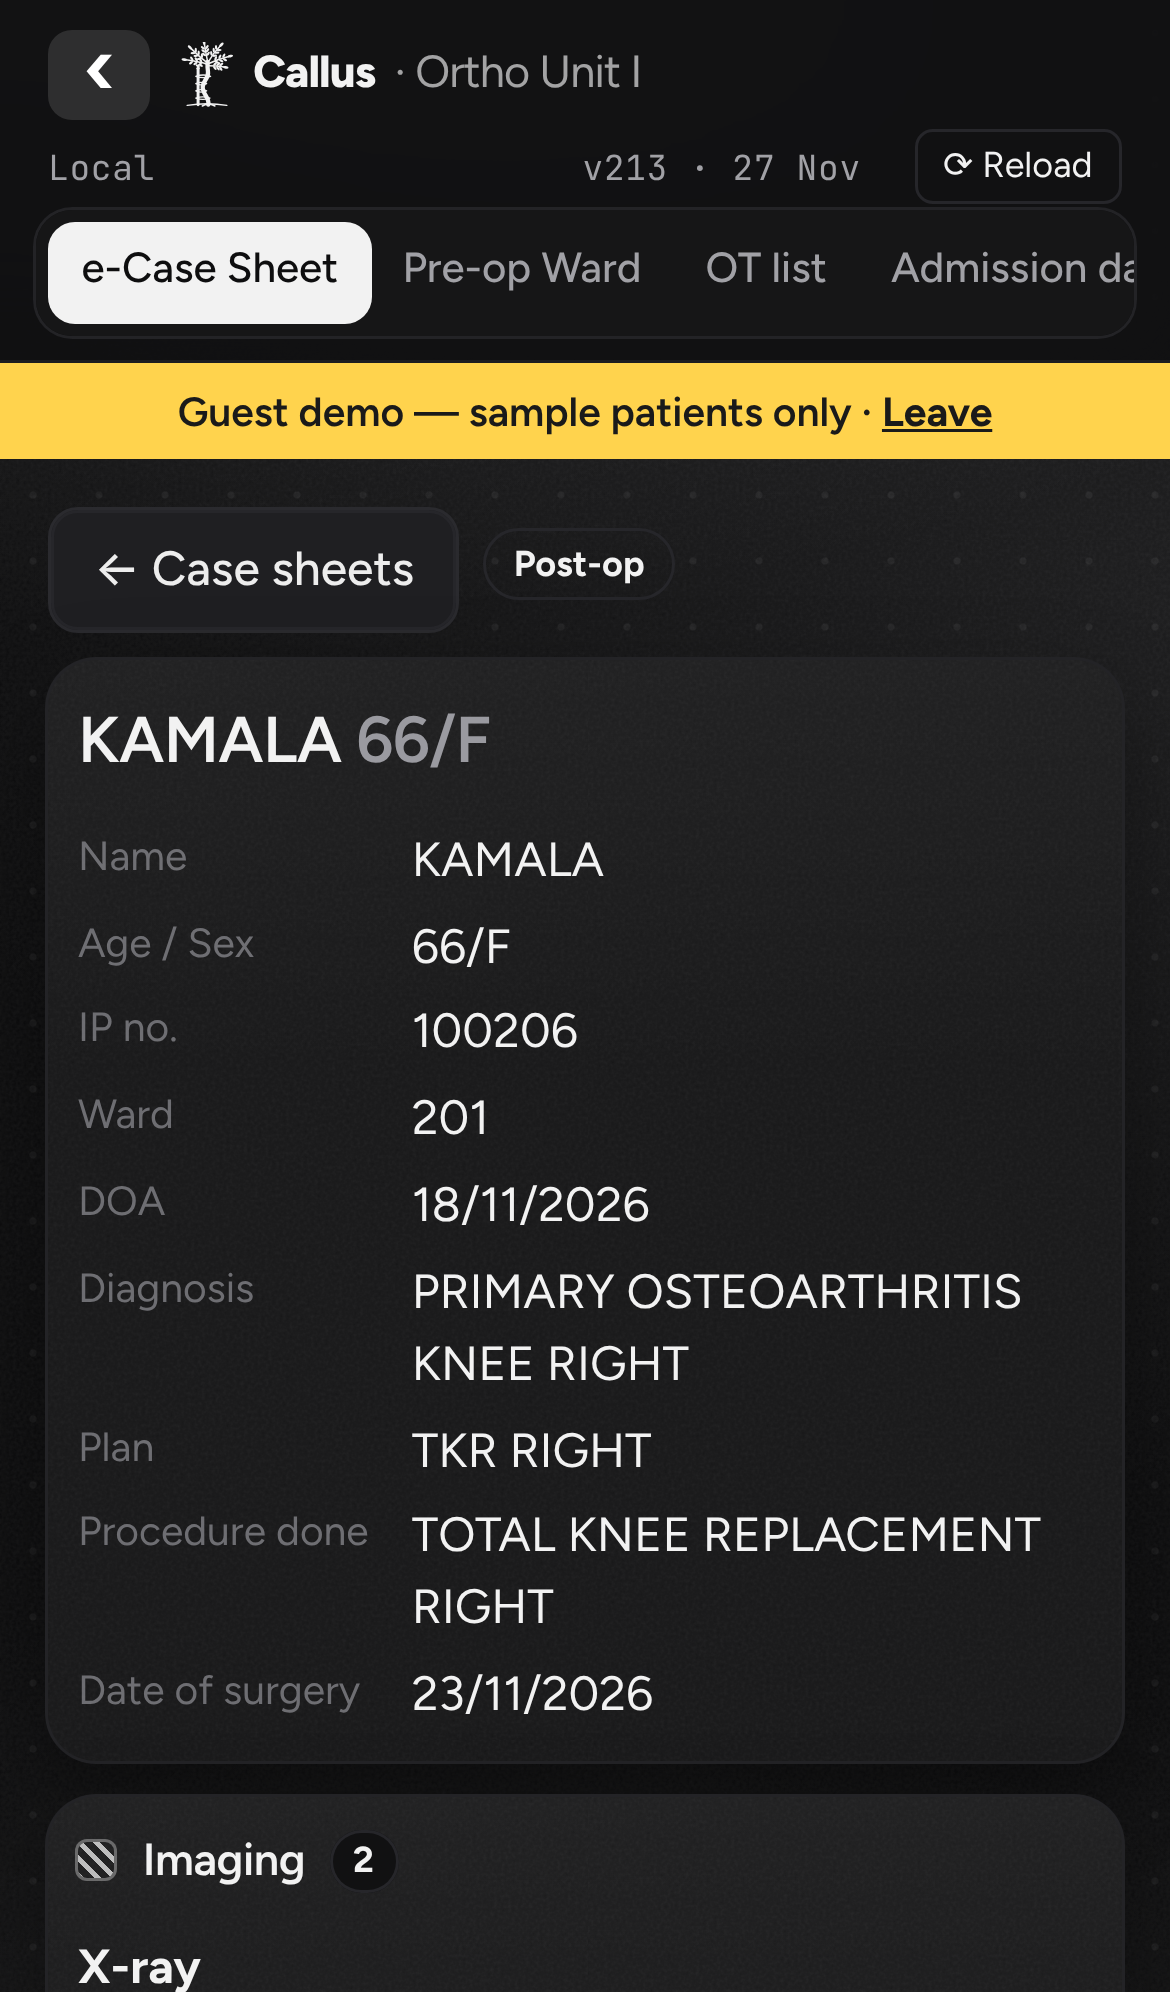 ‹ Callus · Ortho Unit I
Local v213 · 27 Nov ⟳ Reload
e-Case Sheet Pre-op Ward OT list Admission da
Guest demo — sample patients only · Leave
← Case sheets Post-op
KAMALA 66/F
Name KAMALA
Age / Sex 66/F
IP no. 100206
Ward 201
DOA 18/11/2026
Diagnosis PRIMARY OSTEOARTHRITIS
KNEE RIGHT
Plan TKR RIGHT
Procedure done TOTAL KNEE REPLACEMENT
RIGHT
Date of surgery 23/11/2026
Imaging 2
X-ray